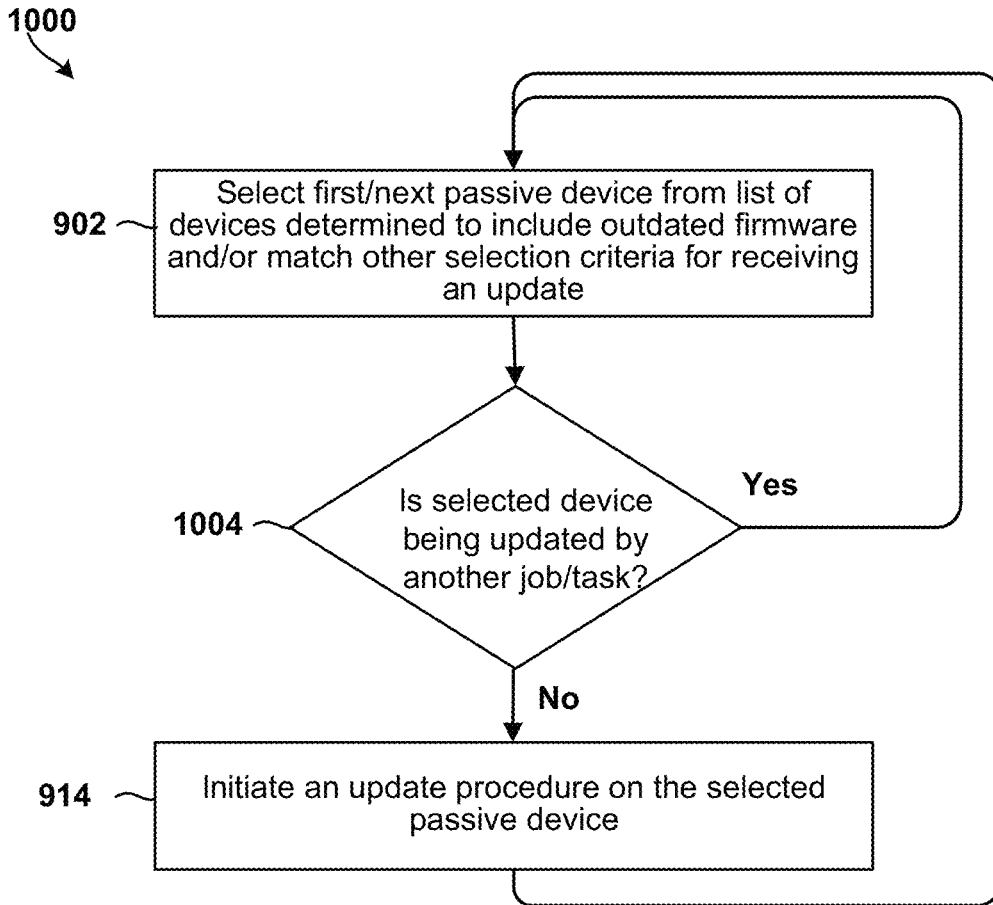 1000
Select first/next passive device from list of
902
devices determined to include outdated firmware
and/or match other selection criteria for receiving
an update
Yes
Is selected device
1004
being updated by
another job/task?
No
914
Initiate an update procedure on the selected
passive device